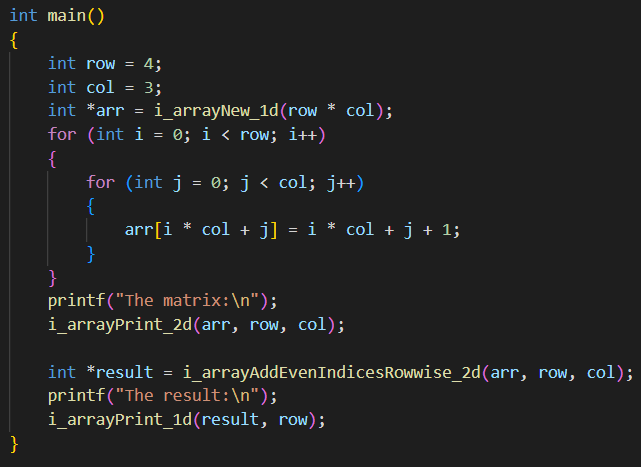 int main()
{
    int row = 4;
    int col = 3;
    int *arr = i_arrayNew_1d(row * col);
    for (int i = 0; i < row; i++)
    {
        for (int j = 0; j < col; j++)
        {
            arr[i * col + j] = i * col + j + 1;
        }
    }
    printf("The matrix:\n");
    i_arrayPrint_2d(arr, row, col);

    int *result = i_arrayAddEvenIndicesRowwise_2d(arr, row, col);
    printf("The result:\n");
    i_arrayPrint_1d(result, row);
}